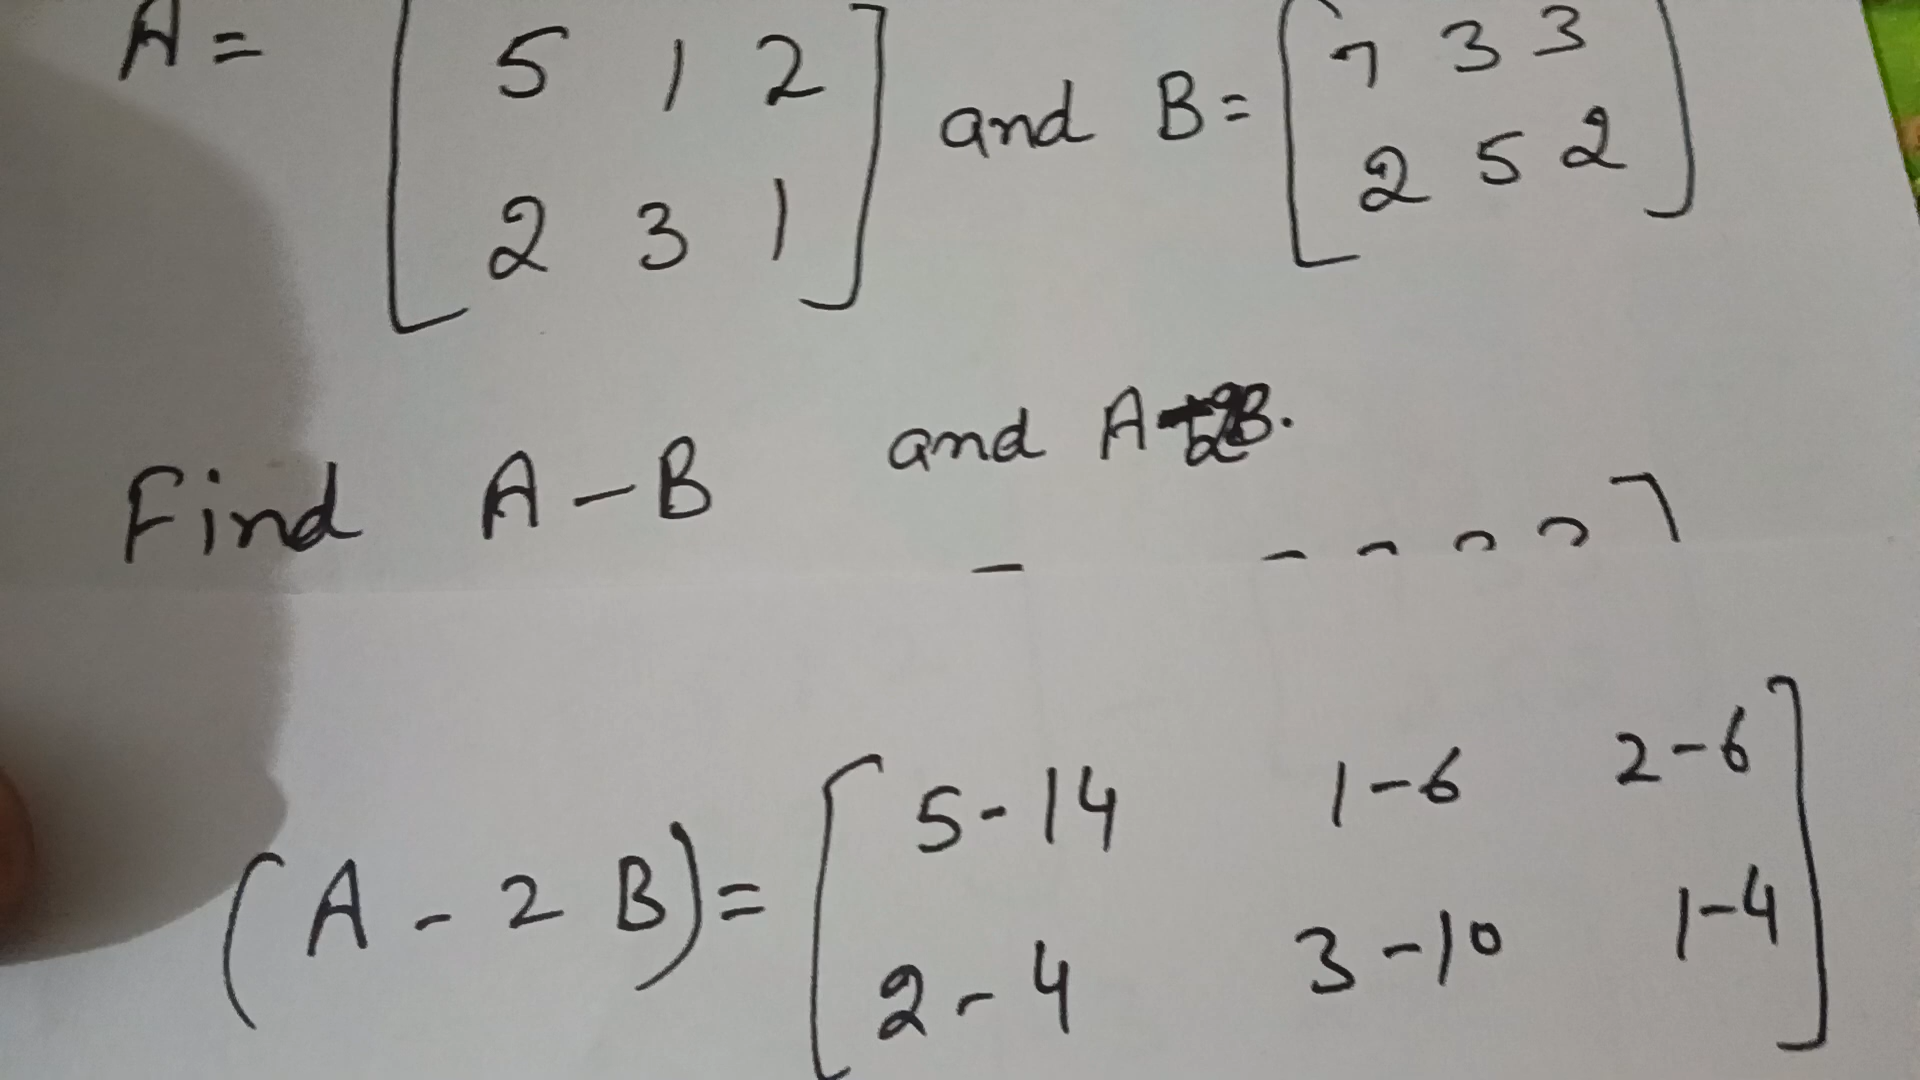 A = [ 5 1 2 ] and B = [ 7 3 3 ]
2 3 1 2 5 2
Find A - B and A B.
(A - 2 B) = [ 5-14 1-6 2-6 ]
2-4 3-10 1-4